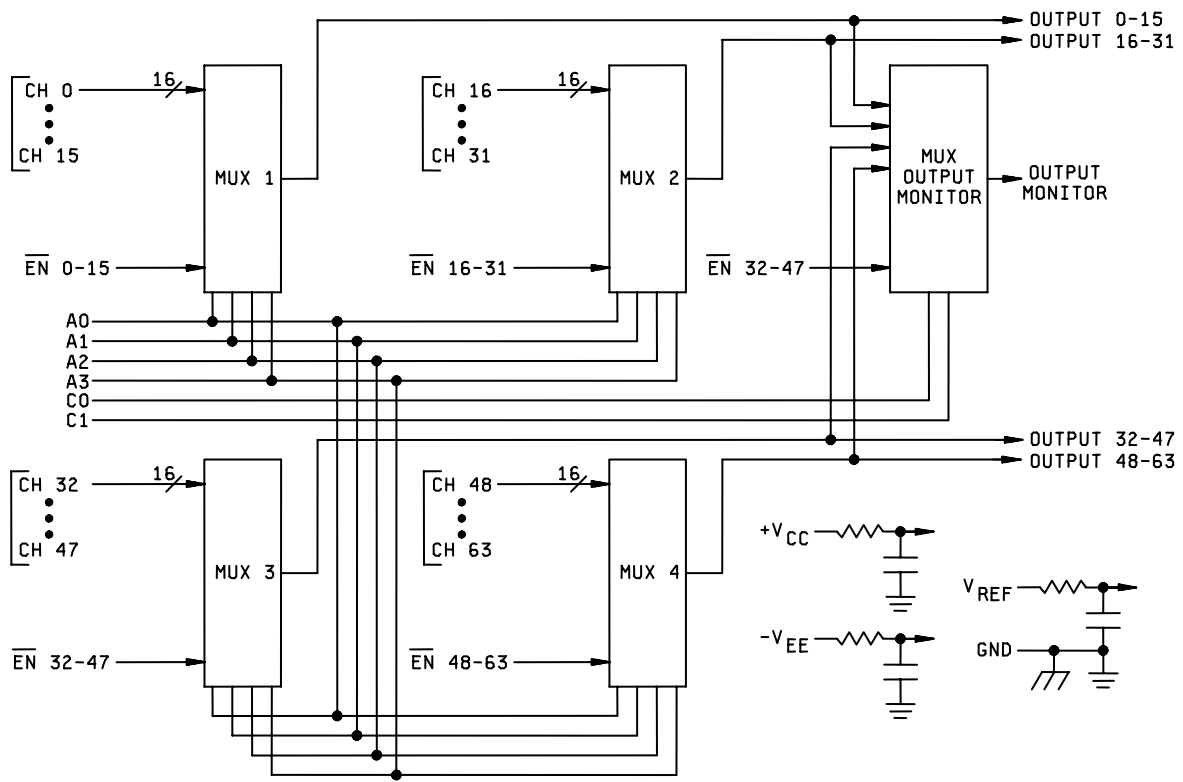 OUTPUT 0-15
OUTPUT 16-31
CH 0
16
CH 15
MUX 1
EN 0-15
CH 16
16
CH 31
MUX 2
EN 16-31
MUX
OUTPUT
MONITOR
OUTPUT
MONITOR
EN 32-47
A0
A1
A2
A3
C0
C1
OUTPUT 32-47
OUTPUT 48-63
CH 32
16
CH 47
MUX 3
EN 32-47
CH 48
16
CH 63
MUX 4
EN 48-63
+VCC
-VEE
VREF
GND